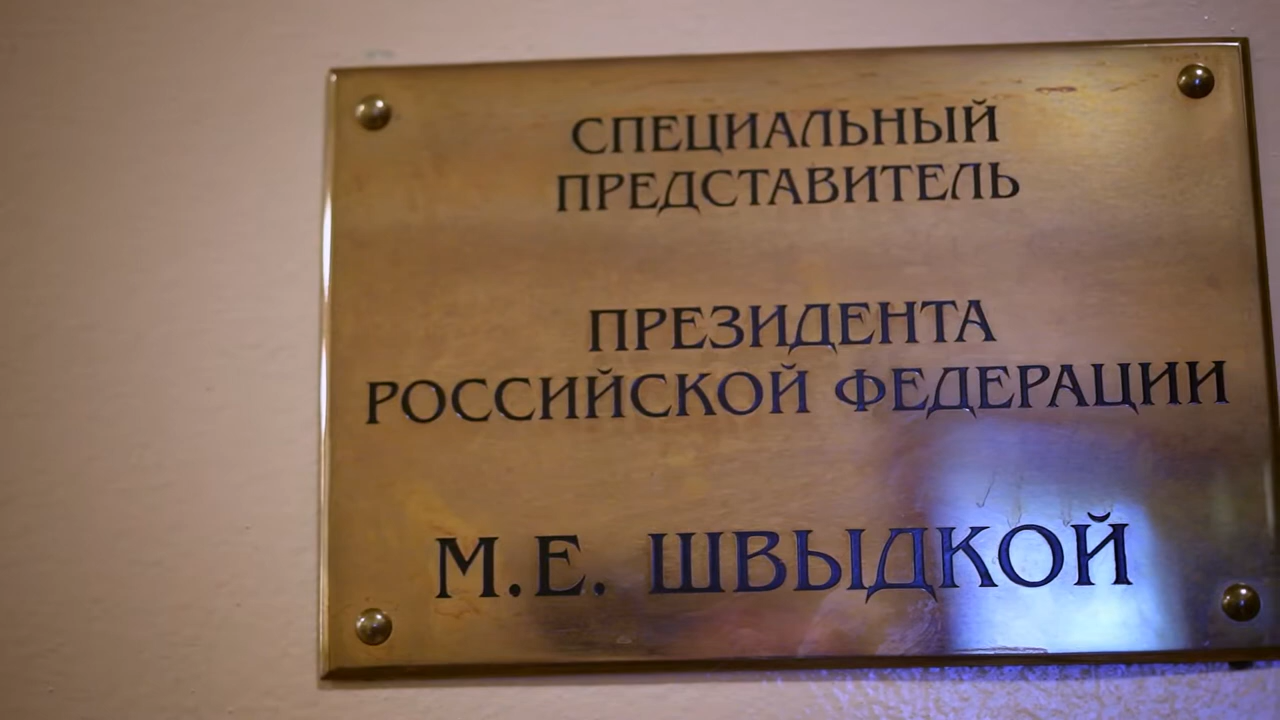 СПЕЦИАЛЬНЫЙ
ПРЕДСТАВИТЕЛЬ
ПРЕЗИДЕНТА
РОССИЙСКОЙ ФЕДЕРАЦИИ
М.Е. ШВЫДКОЙ